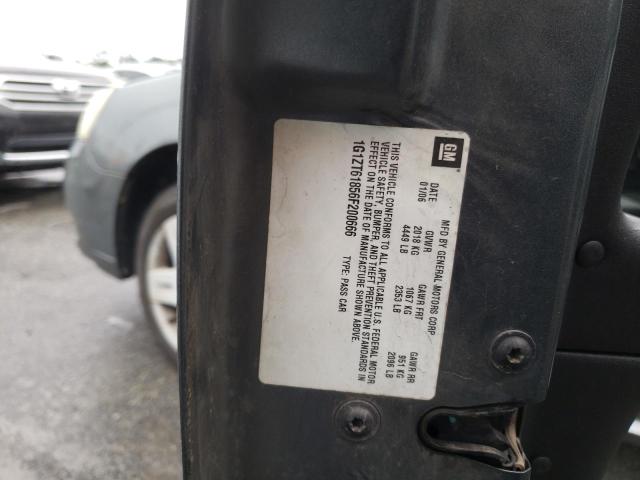 GM
MFD BY GENERAL MOTORS CORP
DATE GVWR GAWR FRT GAWR RR
01/06 2018 KG 1067 KG 951 KG
4449 LB 2353 LB 2096 LB
THIS VEHICLE CONFORMS TO ALL APPLICABLE U.S. FEDERAL MOTOR
VEHICLE SAFETY, BUMPER, AND THEFT PREVENTION STANDARDS IN
EFFECT ON THE DATE OF MANUFACTURE SHOWN ABOVE.
1G1ZT61856F200666 TYPE: PASS CAR